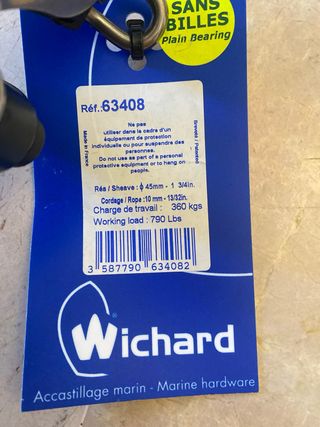 SANS
BILLES
Plain Bearing
Réf.:63408
Ne pas
utiliser dans le cadre d'un
équipement de protection
individuelle ou pour suspendre des
personnes.
Do not use as part of a personal
protective equipment or to hang on
people.
Made in France
Breveté / Patented
Réa / Sheave : ϕ 45mm - 1 3/4in.
Cordage / Rope : 10 mm - 13/32in.
Charge de travail : 360 kgs
Working load : 790 Lbs
3 587790 634082
Wichard
®
Accastillage marin - Marine hardware